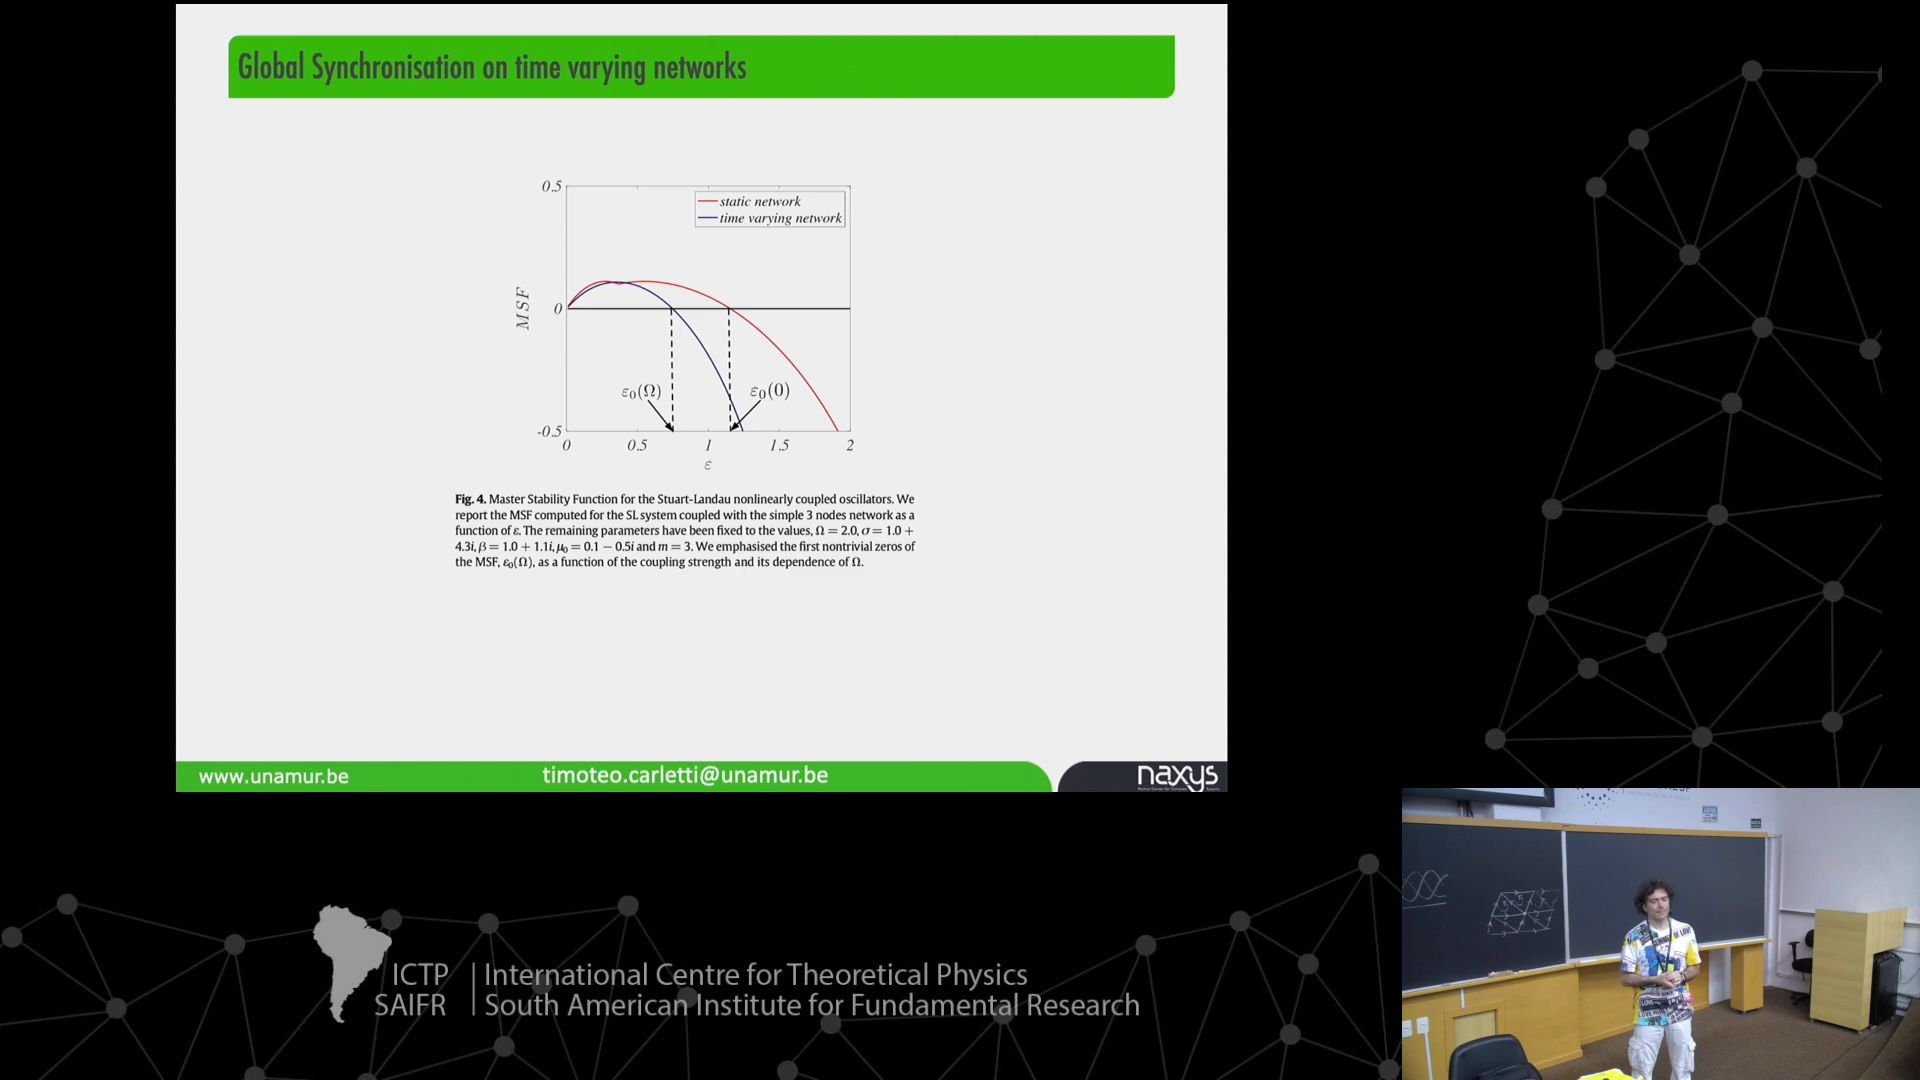 Global Synchronisation on time varying networks
0.5
static network
time varying network
MSF
0
ε₀(Ω)
ε₀(0)
-0.5
0 0.5 1 1.5 2
ε
Fig. 4. Master Stability Function for the Stuart-Landau nonlinearly coupled oscillators. We
report the MSF computed for the SL system coupled with the simple 3 nodes network as a
function of ε. The remaining parameters have been fixed to the values, Ω = 2.0, σ = 1.0 +
4.3i, β = 1.0 + 1.1i, μ₀ = 0.1 − 0.5i and m = 3. We emphasised the first nontrivial zeros of
the MSF, ε₀(Ω), as a function of the coupling strength and its dependence of Ω.
www.unamur.be
timoteo.carletti@unamur.be
naxys
ICTP | International Centre for Theoretical Physics
SAIFR | South American Institute for Fundamental Research